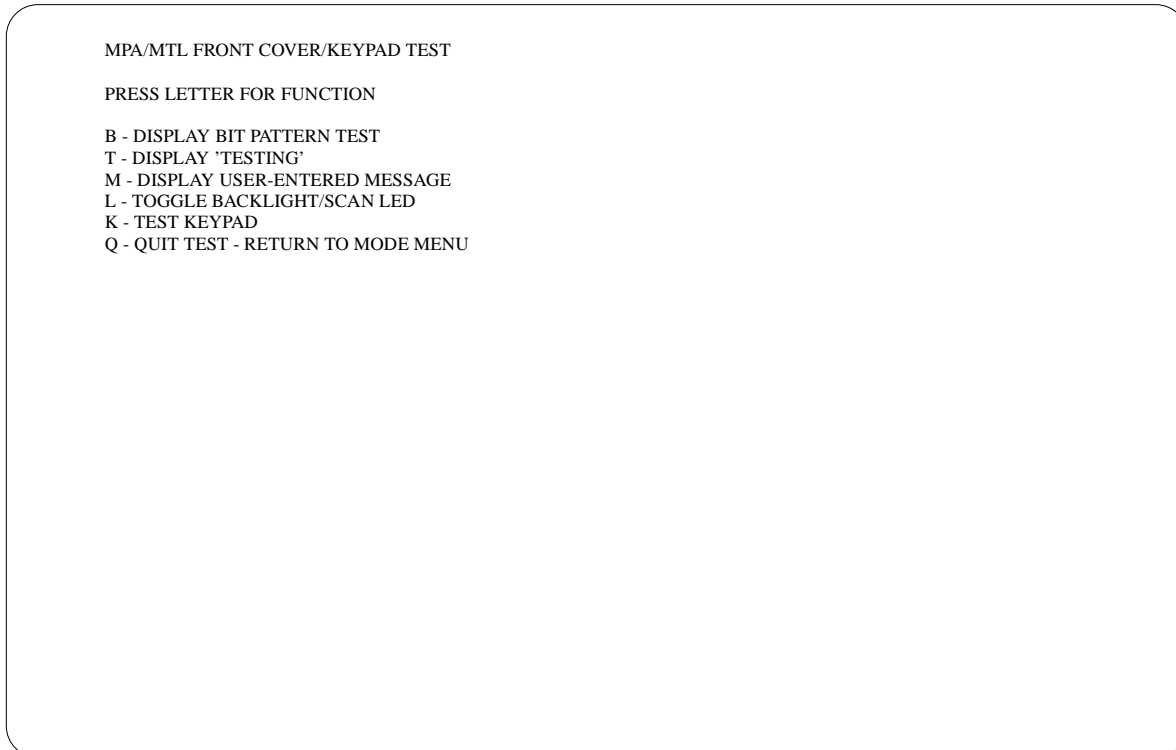 MPA/MTL FRONT COVER/KEYPAD TEST
PRESS LETTER FOR FUNCTION
B - DISPLAY BIT PATTERN TEST
T - DISPLAY ’TESTING’
M - DISPLAY USER-ENTERED MESSAGE
L - TOGGLE BACKLIGHT/SCAN LED
K - TEST KEYPAD
Q - QUIT TEST - RETURN TO MODE MENU